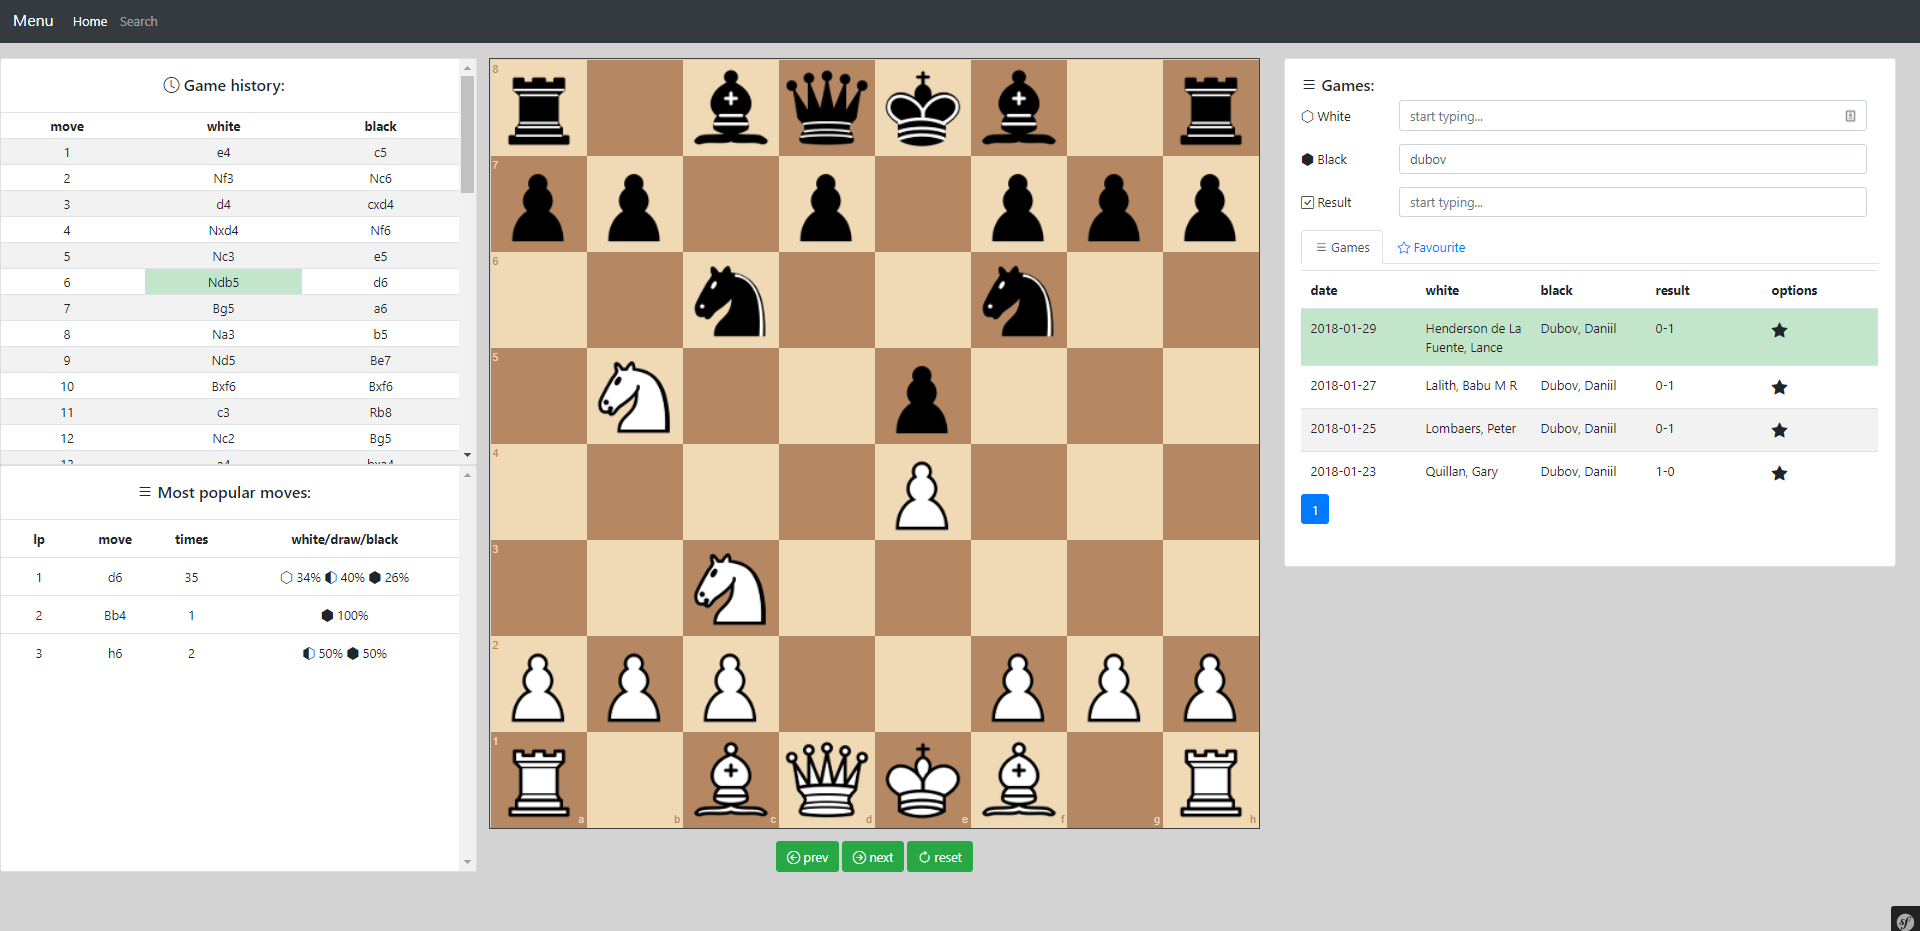 Menu Home Search
Game history:
move white black
1 e4 c5
2 Nf3 Nc6
3 d4 cxd4
4 Nxd4 Nf6
5 Nc3 e5
6 Ndb5 d6
7 Bg5 a6
8 Na3 b5
9 Nd5 Be7
10 Bxf6 Bxf6
11 c3 Rb8
12 Nc2 Bg5
13 a4 bxa4
Most popular moves:
lp move times white/draw/black
1 d6 35 34% 40% 26%
2 Bb4 1 100%
3 h6 2 50% 50%
8
7
6
5
4
3
2
1
a b c d e f g h
prev next reset
Games:
White start typing...
Black dubov
Result start typing...
Games Favourite
date white black result options
2018-01-29 Henderson de La Dubov, Daniil 0-1
Fuente, Lance
2018-01-27 Lalith, Babu M R Dubov, Daniil 0-1
2018-01-25 Lombaers, Peter Dubov, Daniil 0-1
2018-01-23 Quillan, Gary Dubov, Daniil 1-0
1
sf